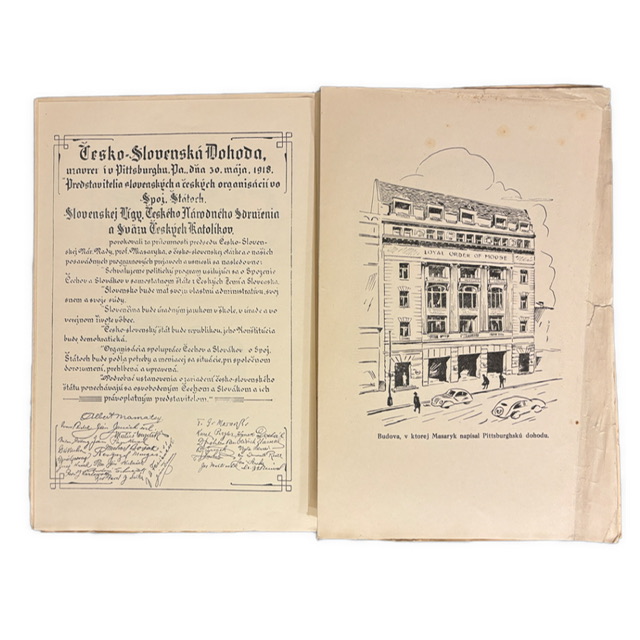 Česko-Slovenská Dohoda,
uzavretá v Pittsburghu, Pa., dňa 30. mája, 1918.
Predstavitelia slovenských a českých organisácií vo
Spoj. Štátoch,
Slovenskej Ligy, Českého Národného Sdruženia
a Sväzu Českých Katolíkov,
porokovali za prítomnosti predsedu Česko-Sloven-
skej Nár. Rady, prof. Masaryka, o česko-slovenskej otázke a o našich
posavádnych programových prejavoch a usniesli sa nasledovne:
Schvaľujeme politický program usilujúci sa o Spojenie
Čechov a Slovákov v samostatnom štáte z Českých Zemí a Slovenska.
Slovensko bude mať svoju vlastnú administratívu, svoj
snem a svoje súdy.
Slovenčina bude úradným jazykom v škole, v úrade a vo
verejnom živote vôbec.
Česko-slovenský štát bude republikou, jeho Konštitúcia
bude demokratická.
Organisácia spolupráce Čechov a Slovákov v Spoj.
Štátoch bude podľa potreby a meniacej sa situácie, pri spoločnom
dorozumení, prehĺbená a upravená.
Podrobné ustanovenia o zariadení česko-slovenského
štátu ponechávajú sa osvobodeným Čechom a Slovákom a ich
právoplatným predstaviteľom.
Albert Mamatey
LOYAL ORDER OF MOOSE
Budova, v ktorej Masaryk napísal Pittsburghskú dohodu.